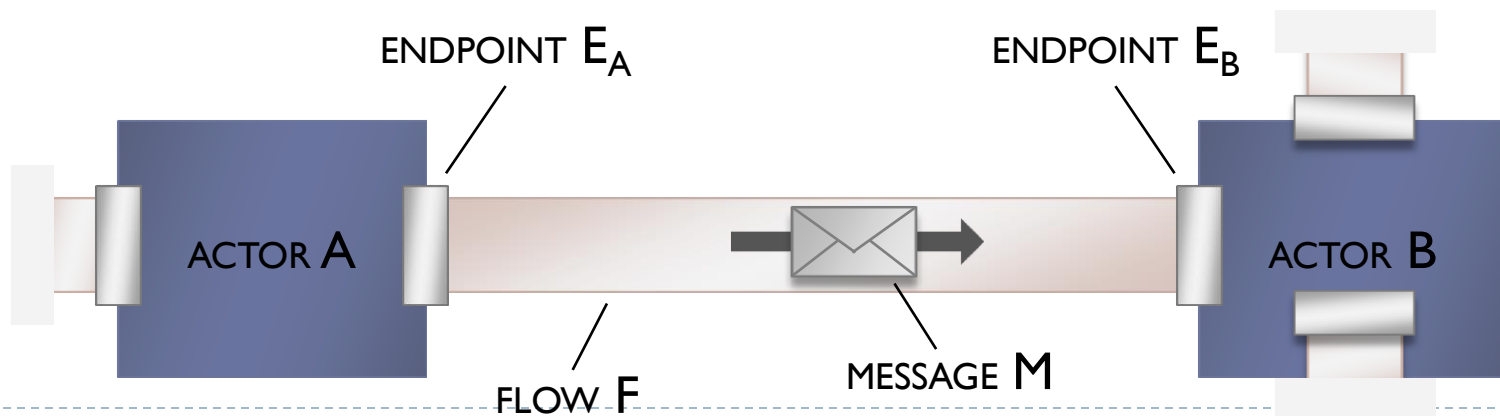 ENDPOINT EA
ENDPOINT EB
ACTOR A
ACTOR B
MESSAGE M
FLOW F